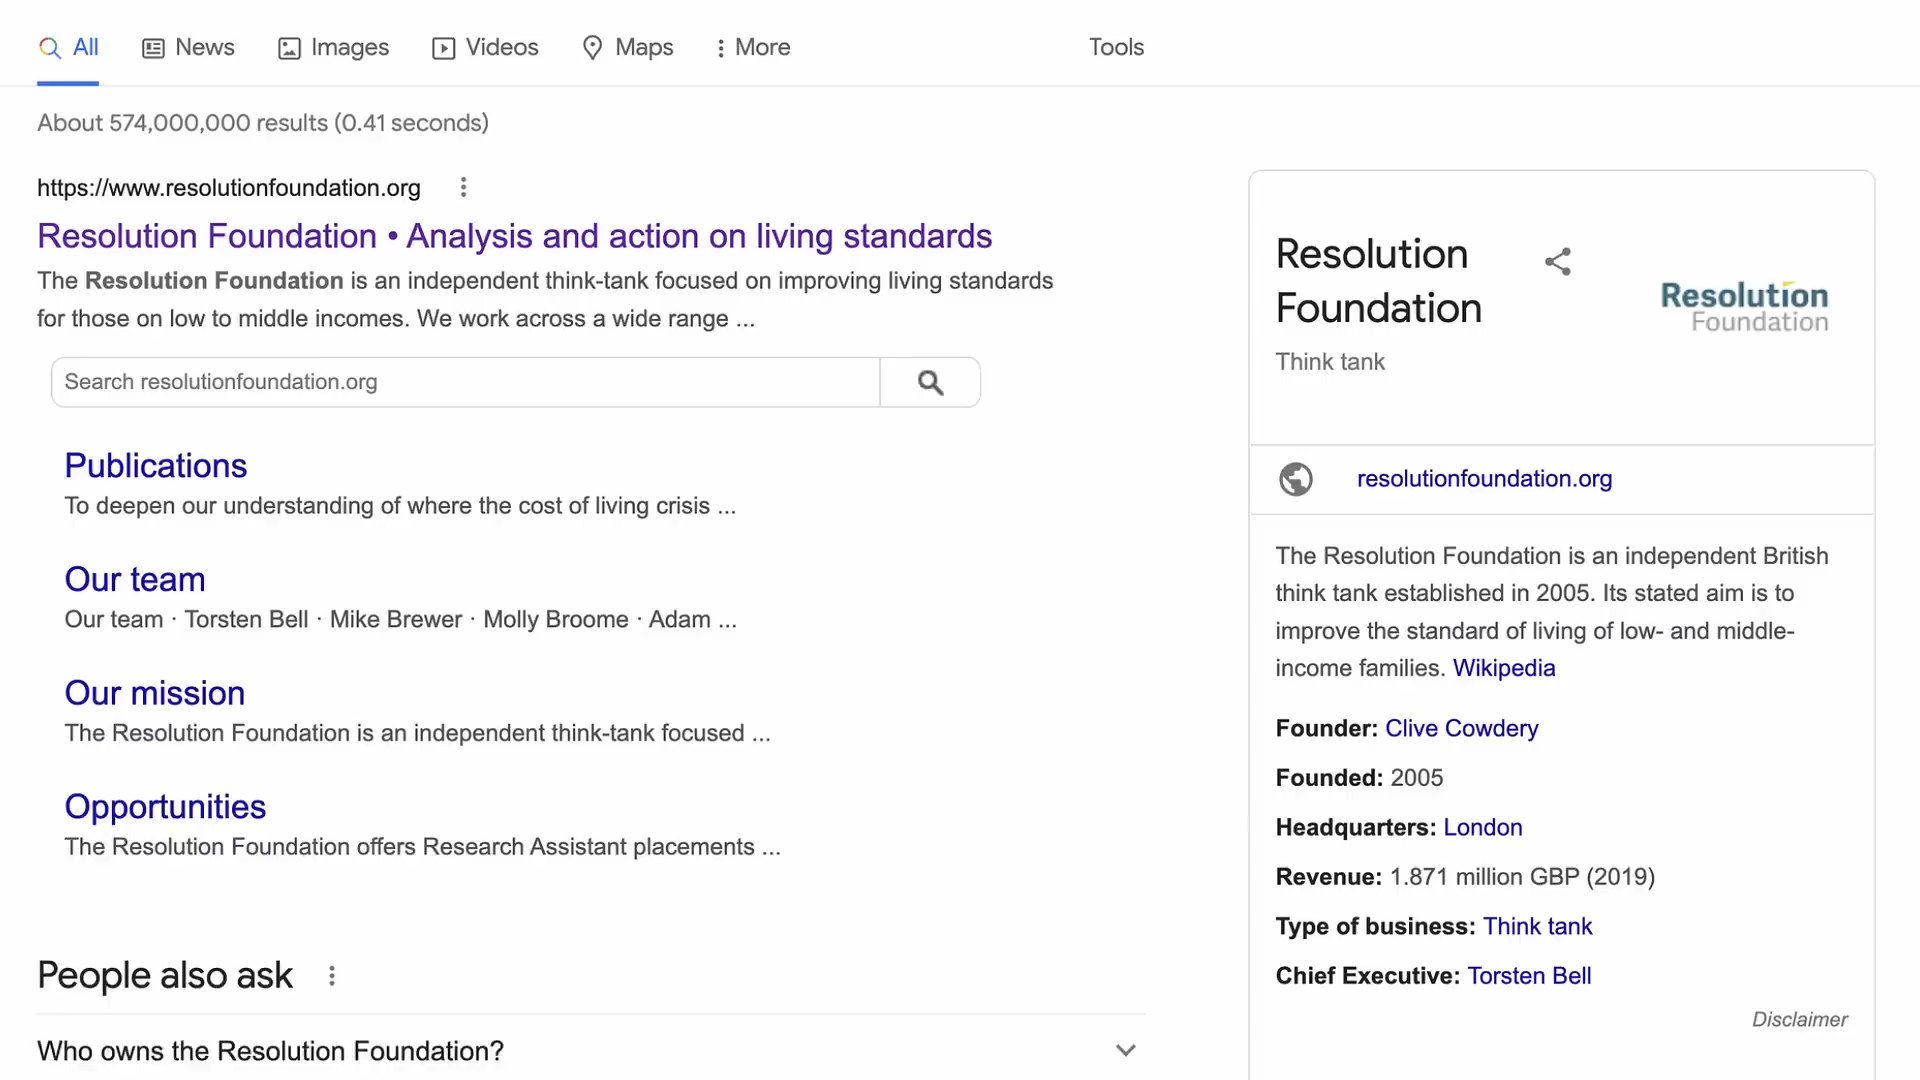 All
News
Images
Videos
Maps
More
Tools
About 574,000,000 results (0.41 seconds)
https://www.resolutionfoundation.org
Resolution Foundation • Analysis and action on living standards
The Resolution Foundation is an independent think-tank focused on improving living standards
for those on low to middle incomes. We work across a wide range ...
Search resolutionfoundation.org
Publications
To deepen our understanding of where the cost of living crisis ...
Our team
Our team · Torsten Bell · Mike Brewer · Molly Broome · Adam ...
Our mission
The Resolution Foundation is an independent think-tank focused ...
Opportunities
The Resolution Foundation offers Research Assistant placements ...
People also ask
Who owns the Resolution Foundation?
Resolution
Foundation
Think tank
Resolution
Foundation
resolutionfoundation.org
The Resolution Foundation is an independent British
think tank established in 2005. Its stated aim is to
improve the standard of living of low- and middle-
income families. Wikipedia
Founder: Clive Cowdery
Founded: 2005
Headquarters: London
Revenue: 1.871 million GBP (2019)
Type of business: Think tank
Chief Executive: Torsten Bell
Disclaimer